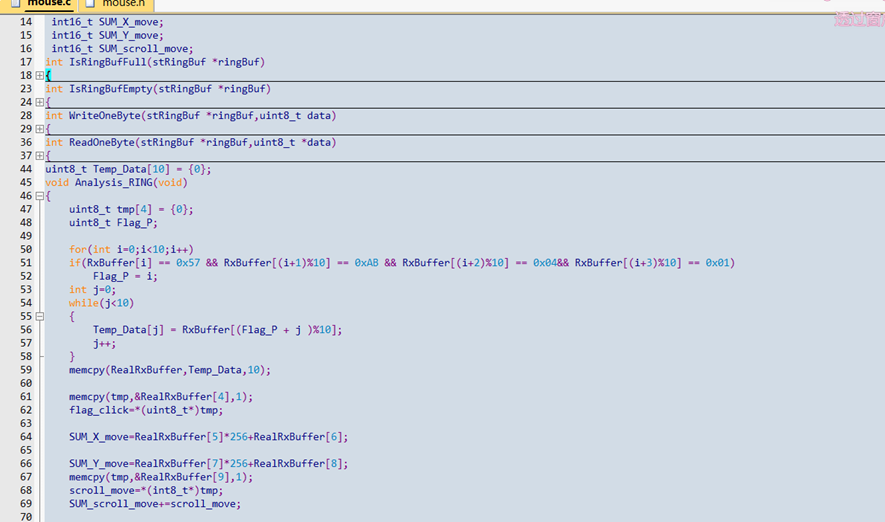 mouse.c mouse.h
14 int16_t SUM_X_move;
15 int16_t SUM_Y_move;
16 int16_t SUM_scroll_move;
17 int IsRingBufFull(stRingBuf *ringBuf)
18 {
23 int IsRingBufEmpty(stRingBuf *ringBuf)
24 {
28 int WriteOneByte(stRingBuf *ringBuf,uint8_t data)
29 {
36 int ReadOneByte(stRingBuf *ringBuf,uint8_t *data)
37 {
44 uint8_t Temp_Data[10] = {0};
45 void Analysis_RING(void)
46 {
47 uint8_t tmp[4] = {0};
48 uint8_t Flag_P;
49
50 for(int i=0;i<10;i++)
51 if(RxBuffer[i] == 0x57 && RxBuffer[(i+1)%10] == 0xAB && RxBuffer[(i+2)%10] == 0x04&& RxBuffer[(i+3)%10] == 0x01)
52 Flag_P = i;
53 int j=0;
54 while(j<10)
55 {
56 Temp_Data[j] = RxBuffer[(Flag_P + j )%10];
57 j++;
58 }
59 memcpy(RealRxBuffer,Temp_Data,10);
60
61 memcpy(tmp,&RealRxBuffer[4],1);
62 flag_click=*(uint8_t*)tmp;
63
64 SUM_X_move=RealRxBuffer[5]*256+RealRxBuffer[6];
65
66 SUM_Y_move=RealRxBuffer[7]*256+RealRxBuffer[8];
67 memcpy(tmp,&RealRxBuffer[9],1);
68 scroll_move=*(int8_t*)tmp;
69 SUM_scroll_move+=scroll_move;
70